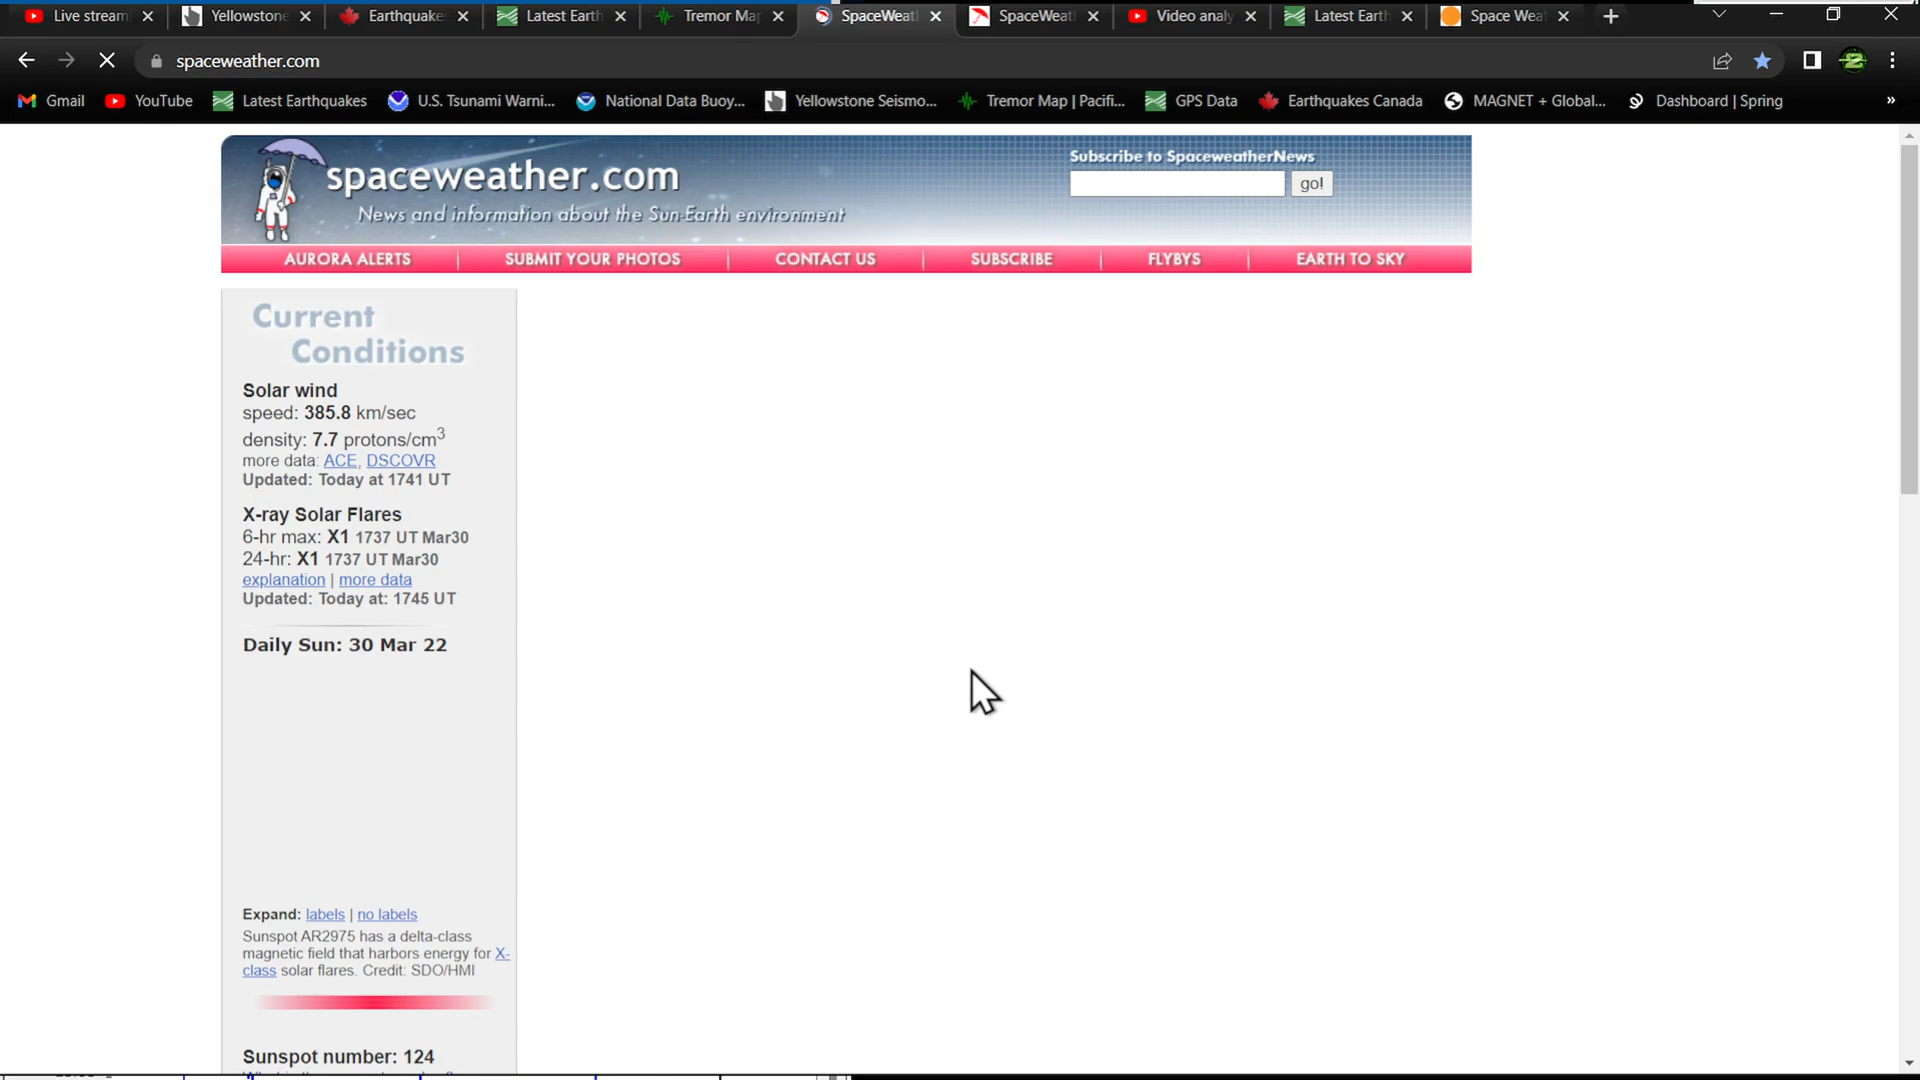 Live stream
Yellowstone
Earthquake
Latest Earth
Tremor Map
SpaceWeath
SpaceWeath
Video analy
Latest Earth
Space Wea
spaceweather.com
Gmail
YouTube
Latest Earthquakes
U.S. Tsunami Warni...
National Data Buoy...
Yellowstone Seismo...
Tremor Map | Pacifi...
GPS Data
Earthquakes Canada
MAGNET + Global...
Dashboard | Spring
»
spaceweather.com
News and information about the Sun-Earth environment
Subscribe to SpaceweatherNews
go!
AURORA ALERTS
SUBMIT YOUR PHOTOS
CONTACT US
SUBSCRIBE
FLYBYS
EARTH TO SKY
Current
Conditions
Solar wind
speed: 385.8 km/sec
density: 7.7 protons/cm3
more data: ACE, DSCOVR
Updated: Today at 1741 UT
X-ray Solar Flares
6-hr max: X1 1737 UT Mar30
24-hr: X1 1737 UT Mar30
explanation | more data
Updated: Today at: 1745 UT
Daily Sun: 30 Mar 22
Expand: labels | no labels
Sunspot AR2975 has a delta-class
magnetic field that harbors energy for X-
class solar flares. Credit: SDO/HMI
Sunspot number: 124